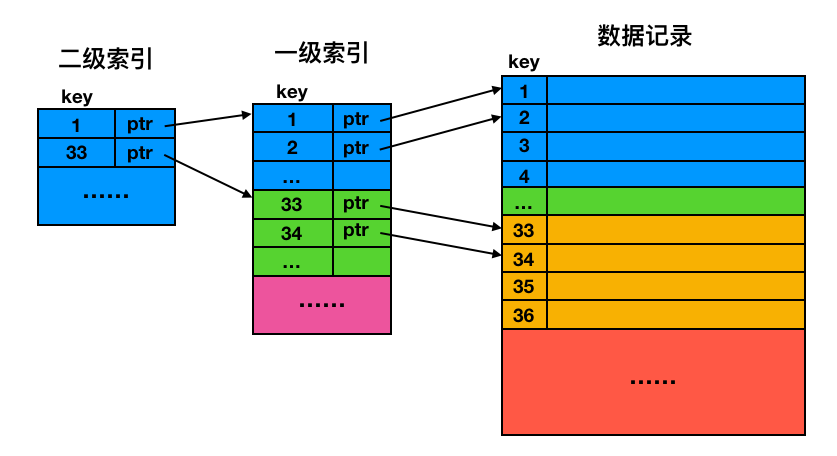 二级索引
key
1 ptr
33 ptr
......
一级索引
key
1 ptr
2 ptr
...
33 ptr
34 ptr
...
......
数据记录
key
1
2
3
4
...
33
34
35
36
......